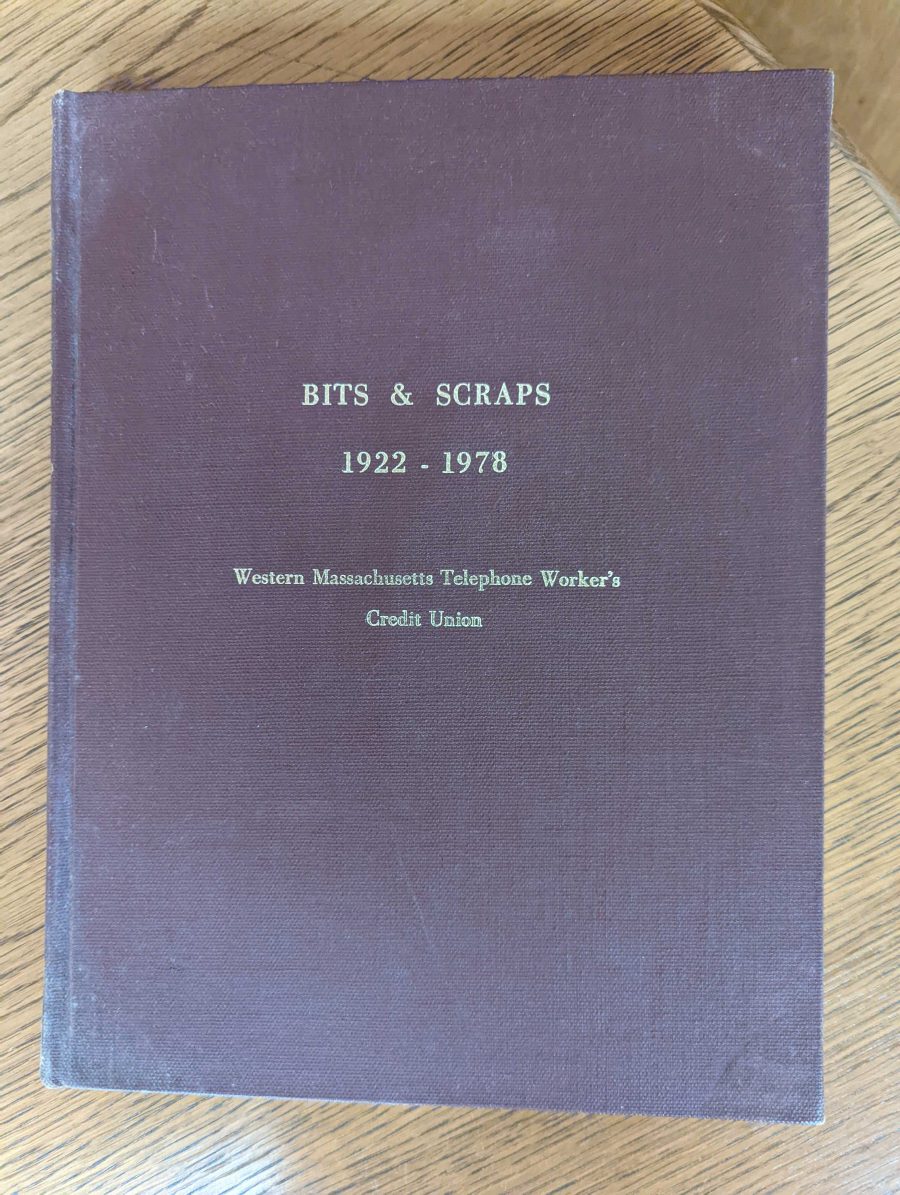 BITS & SCRAPS
1922 - 1978
Western Massachusetts Telephone Worker's
Credit Union